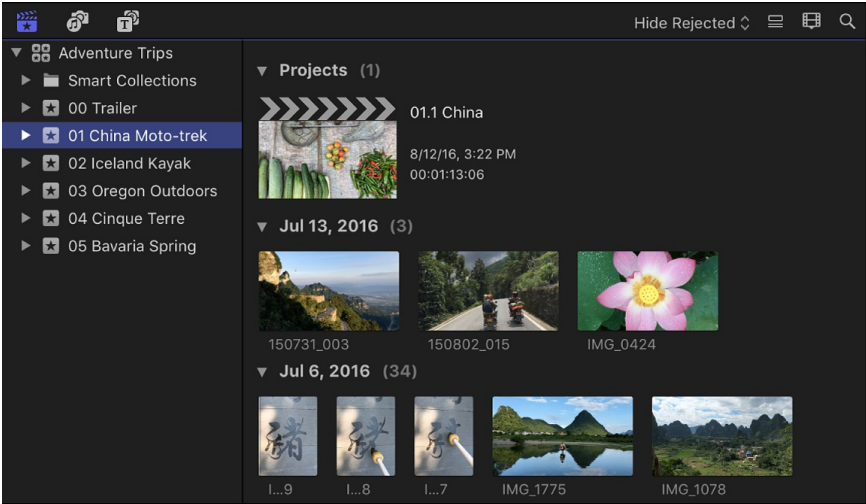 Hide Rejected
Adventure Trips
Smart Collections
00 Trailer
01 China Moto-trek
02 Iceland Kayak
03 Oregon Outdoors
04 Cinque Terre
05 Bavaria Spring
Projects (1)
01.1 China
8/12/16, 3:22 PM
00:01:13:06
Jul 13, 2016 (3)
150731_003
150802_015
IMG_0424
Jul 6, 2016 (34)
豬
I...9
I...8
I...7
IMG_1775
IMG_1078